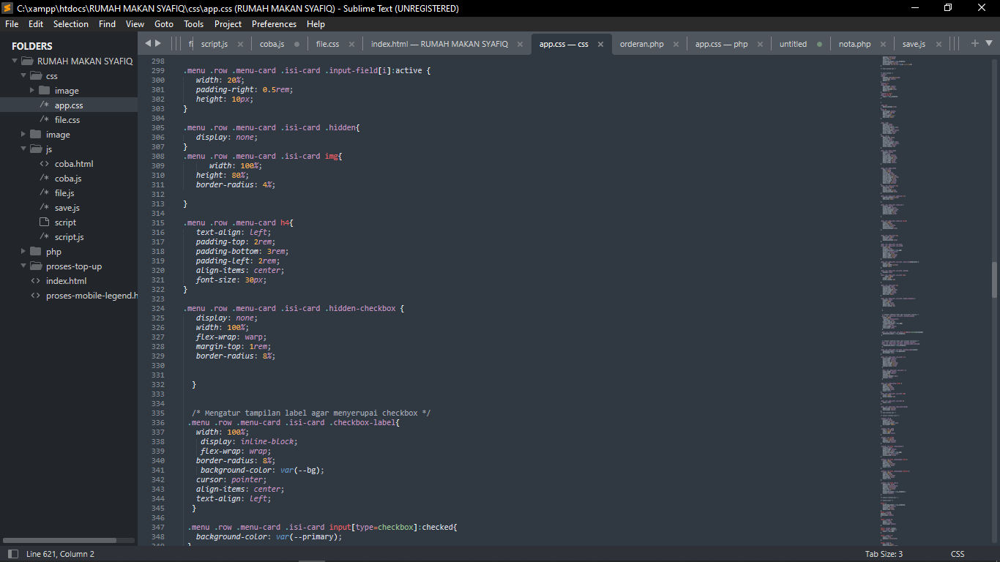 C:\xampp\htdocs\RUMAH MAKAN SYAFIQ\css\app.css (RUMAH MAKAN SYAFIQ) - Sublime Text (UNREGISTERED)
File Edit Selection Find View Goto Tools Project Preferences Help
FOLDERS
RUMAH MAKAN SYAFIQ
css
image
app.css
file.css
image
js
coba.html
coba.js
file.js
save.js
script
script.js
php
proses-top-up
index.html
proses-mobile-legend.h
fi script.js coba.js file.css index.html — RUMAH MAKAN SYAFIQ app.css — css orderan.php app.css — php untitled nota.php save.js
298
299 .menu .row .menu-card .isi-card .input-field[i]:active {
300 width: 20%;
301 padding-right: 0.5rem;
302 height: 10px;
303 }
304
305 .menu .row .menu-card .isi-card .hidden{
306 display: none;
307 }
308 .menu .row .menu-card .isi-card img{
309 width: 100%;
310 height: 80%;
311 border-radius: 4%;
312
313 }
314
315 .menu .row .menu-card h4{
316 text-align: left;
317 padding-top: 2rem;
318 padding-bottom: 3rem;
319 padding-left: 2rem;
320 align-items: center;
321 font-size: 30px;
322 }
323
324 .menu .row .menu-card .isi-card .hidden-checkbox {
325 display: none;
326 width: 100%;
327 flex-wrap: warp;
328 margin-top: 1rem;
329 border-radius: 8%;
330
331
332 }
333
334
335 /* Mengatur tampilan label agar menyerupai checkbox */
336 .menu .row .menu-card .isi-card .checkbox-label{
337 width: 100%;
338 display: inline-block;
339 flex-wrap: wrap;
340 border-radius: 8%;
341 background-color: var(--bg);
342 cursor: pointer;
343 align-items: center;
344 text-align: left;
345 }
346
347 .menu .row .menu-card .isi-card input[type=checkbox]:checked{
348 background-color: var(--primary);
349 }
Line 621, Column 2
Tab Size: 3
CSS